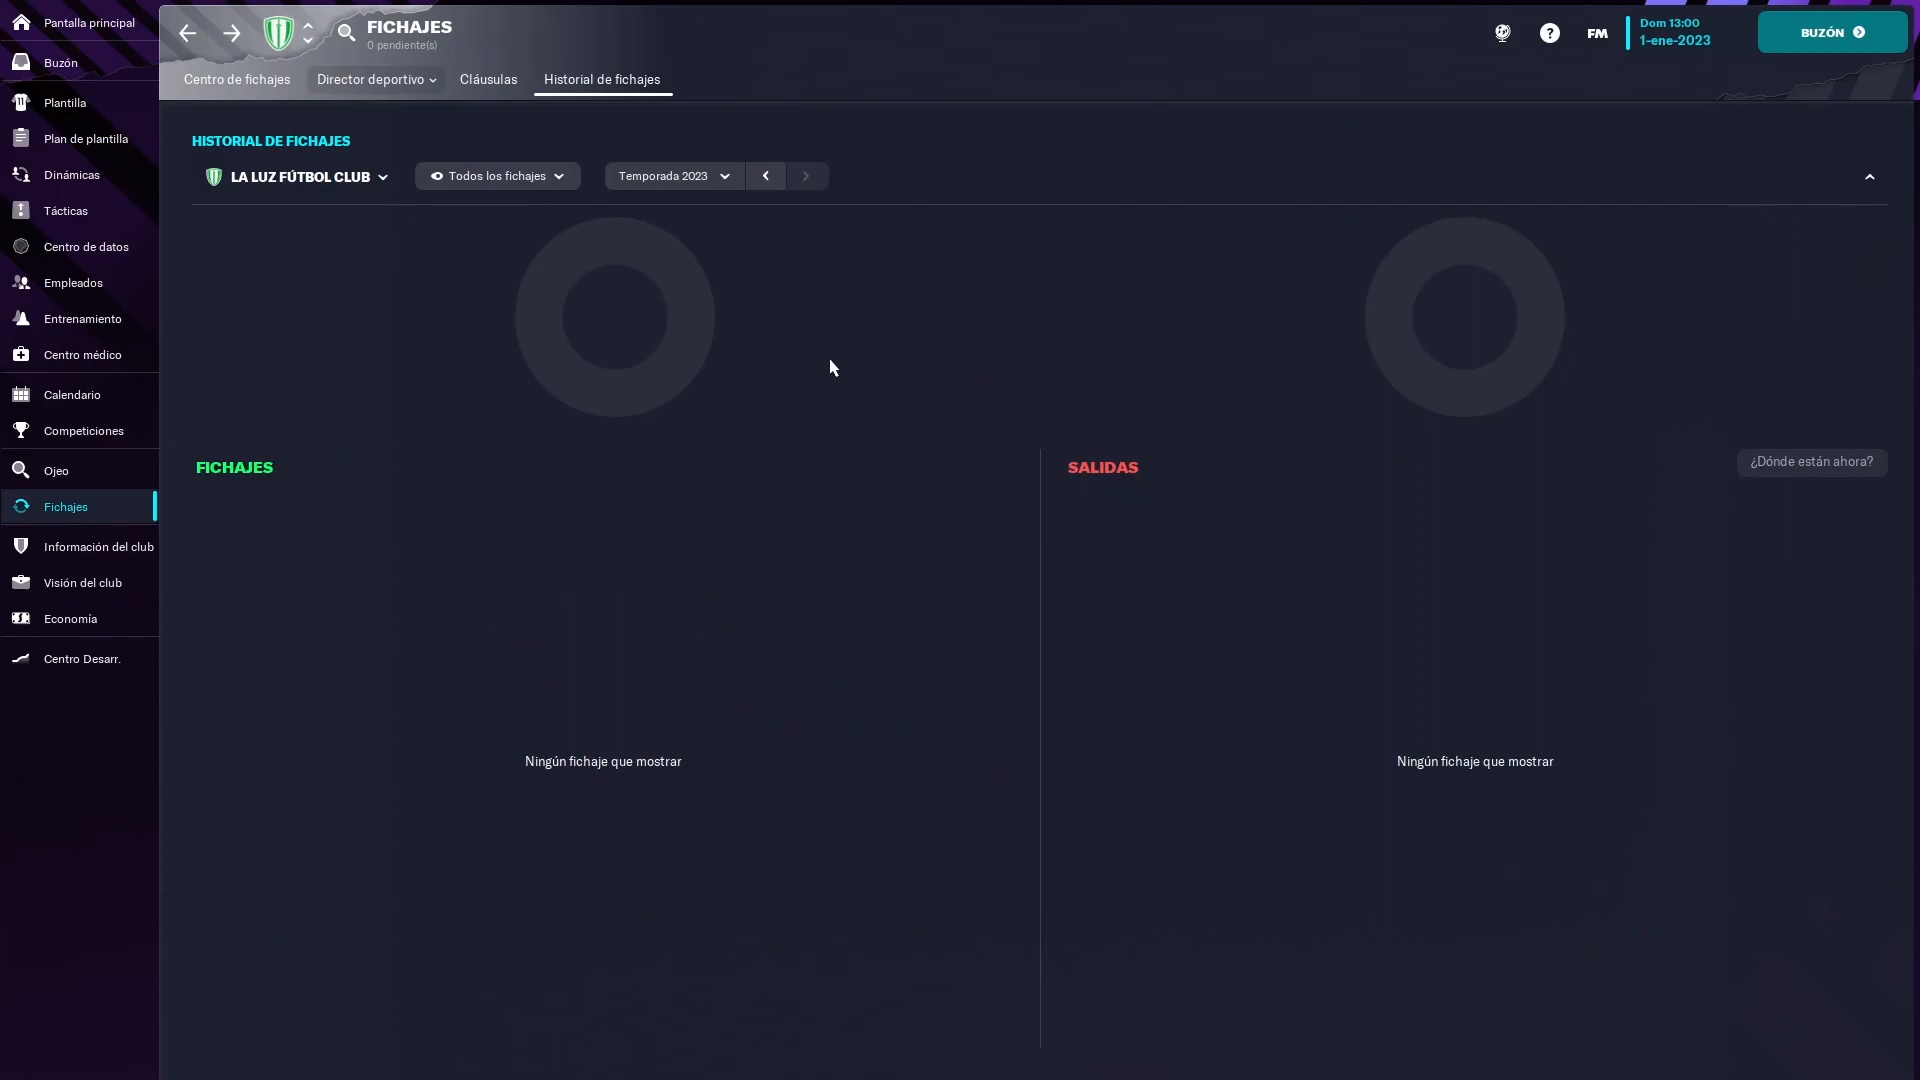 Pantalla principal
Buzón
Plantilla
Plan de plantilla
Dinámicas
Tácticas
Centro de datos
Empleados
Entrenamiento
Centro médico
Calendario
Competiciones
Ojeo
Fichajes
Información del club
Visión del club
Economía
Centro Desarr.
FICHAJES
0 pendiente(s)
?
FM
Dom 13:00
1-ene-2023
BUZÓN
Centro de fichajes
Director deportivo
Cláusulas
Historial de fichajes
HISTORIAL DE FICHAJES
LA LUZ FÚTBOL CLUB
Todos los fichajes
Temporada 2023
FICHAJES
Ningún fichaje que mostrar
SALIDAS
¿Dónde están ahora?
Ningún fichaje que mostrar